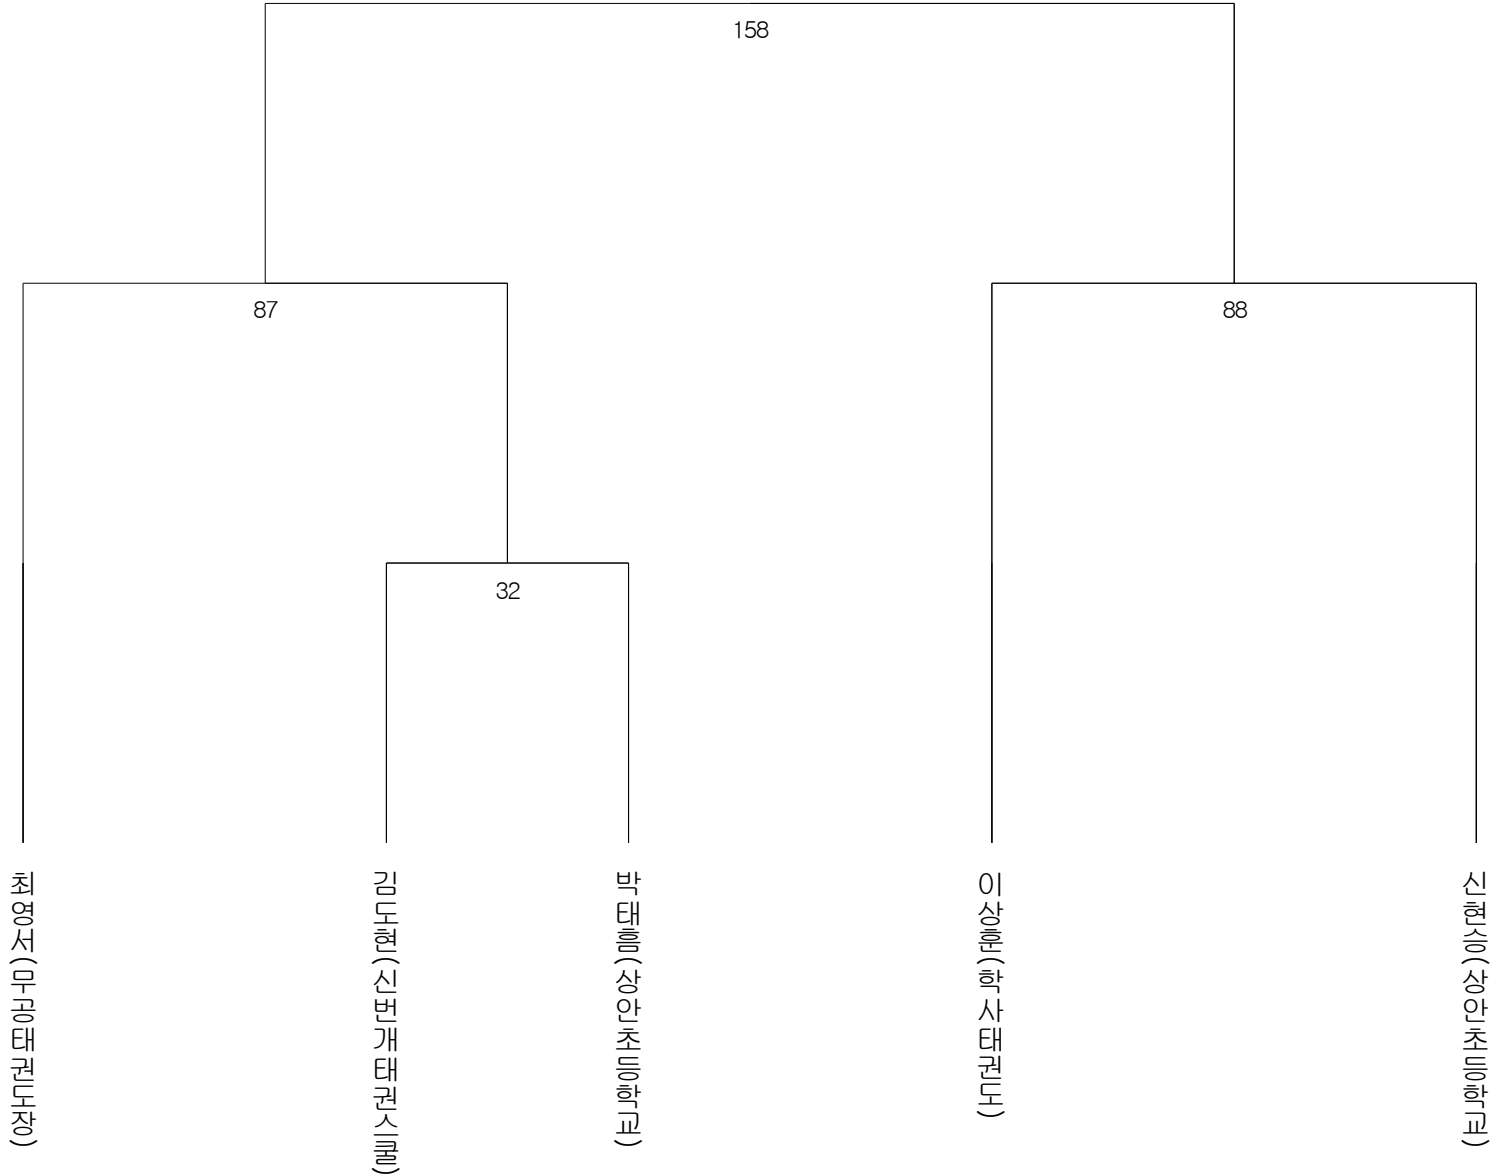 158
87
88
32
최영서(무공태권도장)
김도현(신번개태권스쿨)
박태흠(상안초등학교)
이상훈(학사태권도)
신현승(상안초등학교)